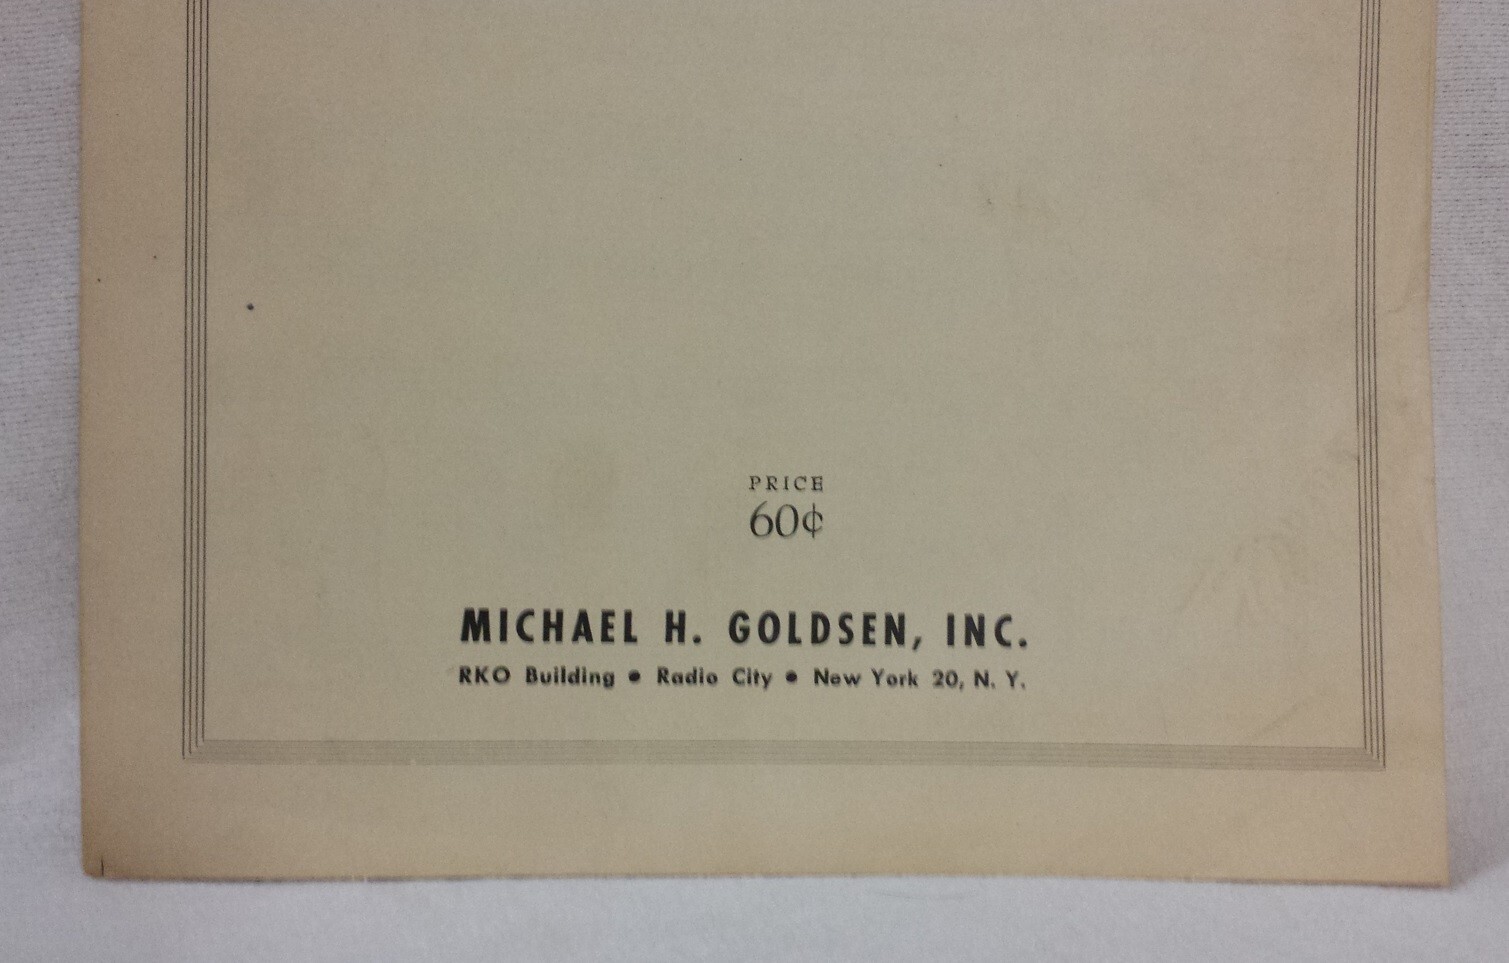 PRICE
60¢
MICHAEL H. GOLDSEN, INC.
RKO Building • Radio City • New York 20, N. Y.